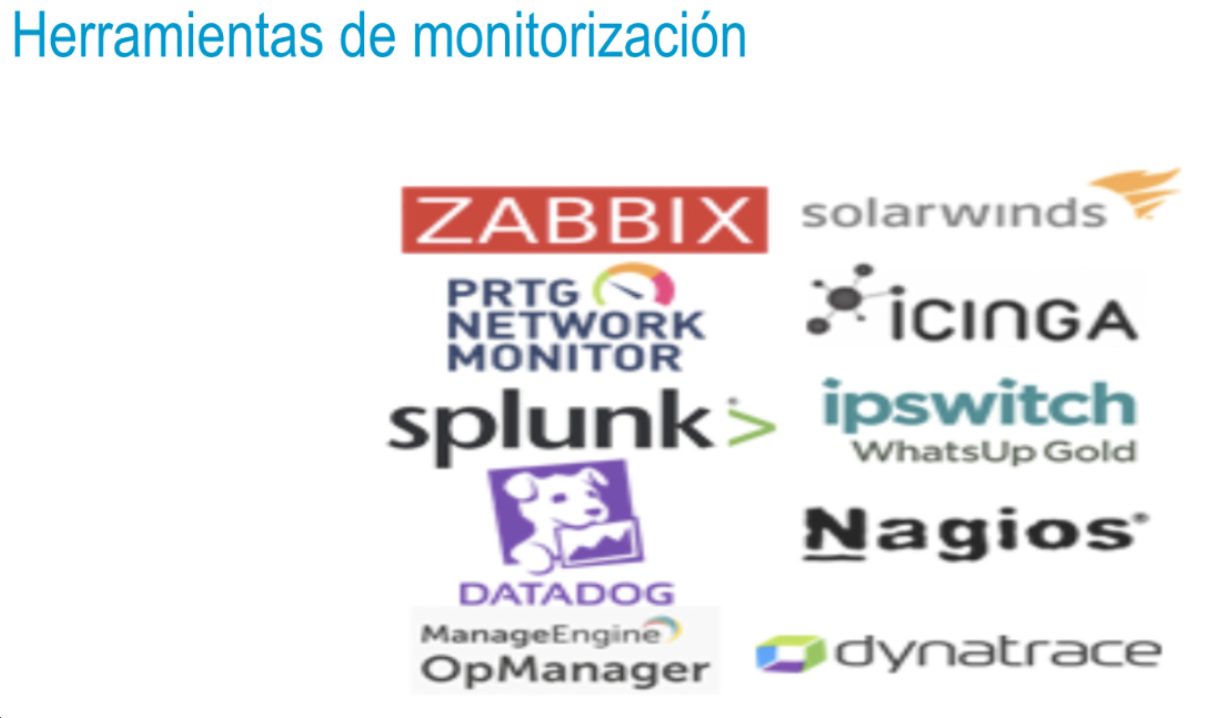 Herramientas de monitorización
ZABBIX
solarwinds
PRTG
NETWORK
MONITOR
ICINGA
splunk>
ipswitch
WhatsUp Gold
DATADOG
Nagios®
ManageEngine
OpManager
dynatrace